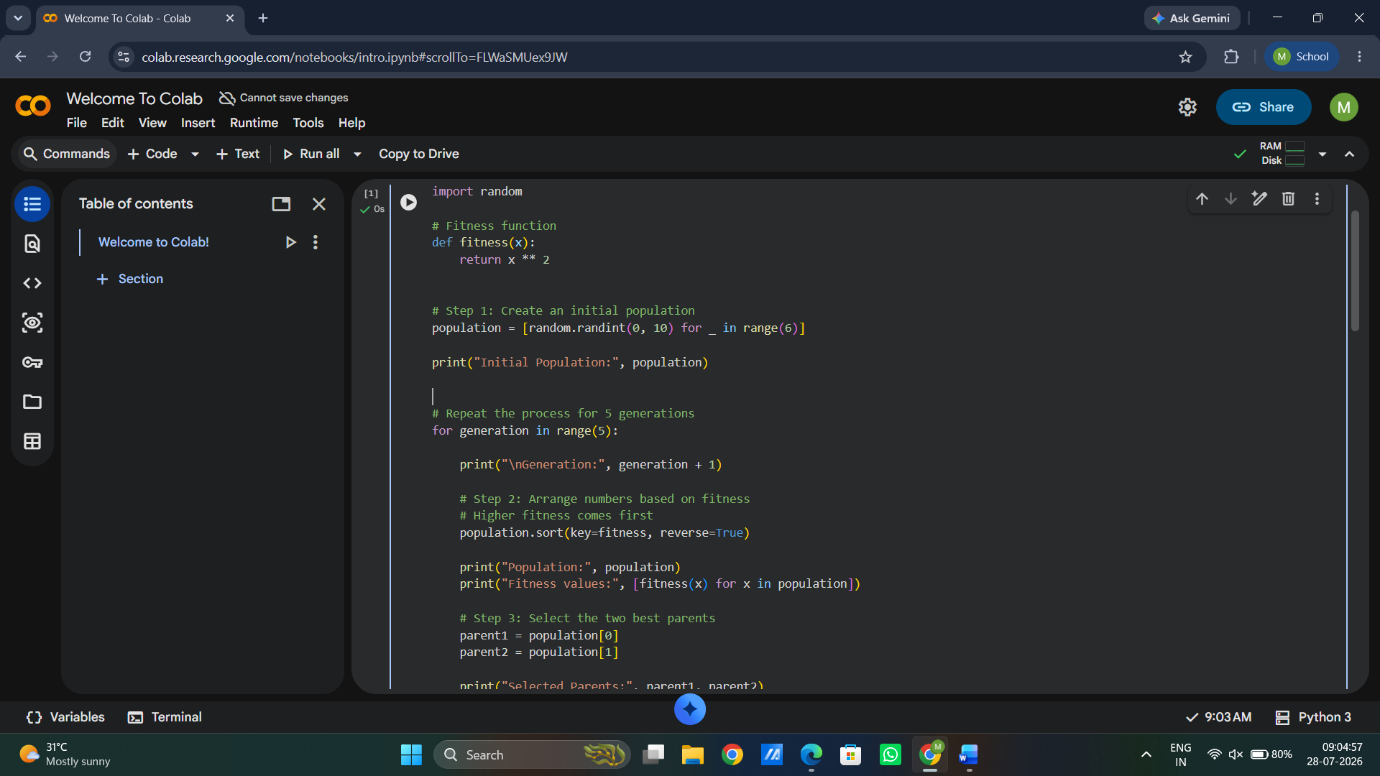 Welcome To Colab - Colab
Ask Gemini
colab.research.google.com/notebooks/intro.ipynb#scrollTo=FLWaSMUex9JW
M School
Welcome To Colab
Cannot save changes
File Edit View Insert Runtime Tools Help
Share
M
Commands + Code + Text Run all Copy to Drive
RAM
Disk
Table of contents
Welcome to Colab!
+ Section
[1]
0s
import random
# Fitness function
def fitness(x):
    return x ** 2
# Step 1: Create an initial population
population = [random.randint(0, 10) for _ in range(6)]
print("Initial Population:", population)
# Repeat the process for 5 generations
for generation in range(5):
    print("\nGeneration:", generation + 1)
    # Step 2: Arrange numbers based on fitness
    # Higher fitness comes first
    population.sort(key=fitness, reverse=True)
    print("Population:", population)
    print("Fitness values:", [fitness(x) for x in population])
    # Step 3: Select the two best parents
    parent1 = population[0]
    parent2 = population[1]
    print("Selected Parents:", parent1, parent2)
{} Variables
Terminal
9:03 AM
Python 3
31°C
Mostly sunny
Search
M
W
ENG
IN
80%
09:04:57
28-07-2026